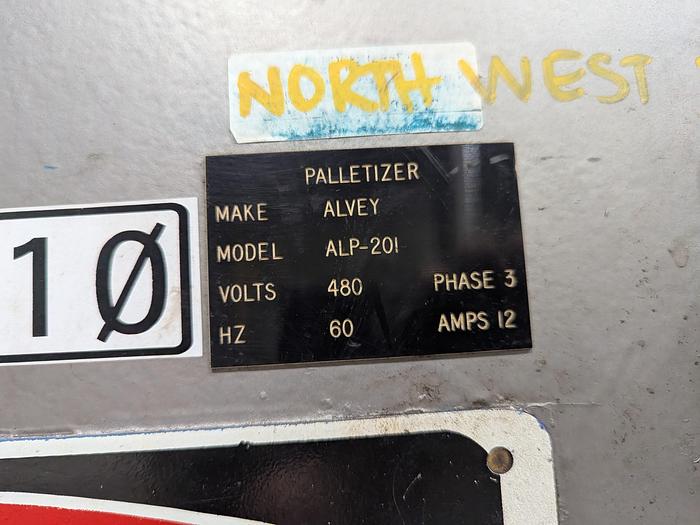 NORTH WEST
PALLETIZER
MAKE ALVEY
MODEL ALP-201
VOLTS 480 PHASE 3
HZ 60 AMPS 12
10